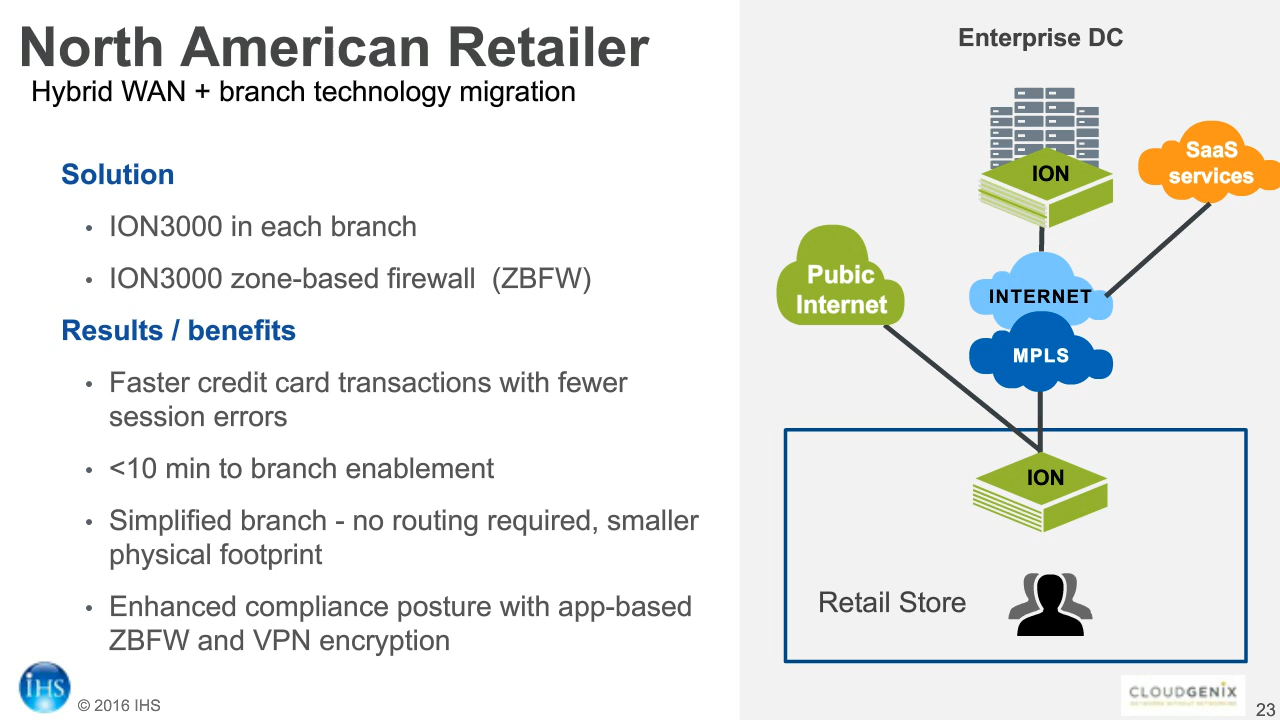 North American Retailer
Hybrid WAN + branch technology migration
Solution
• ION3000 in each branch
• ION3000 zone-based firewall  (ZBFW)
Results / benefits
• Faster credit card transactions with fewer
session errors
• <10 min to branch enablement
• Simplified branch - no routing required, smaller
physical footprint
• Enhanced compliance posture with app-based
ZBFW and VPN encryption
IHS
© 2016 IHS
Enterprise DC
ION
SaaS
services
Pubic
Internet
INTERNET
MPLS
ION
Retail Store
CLOUDGENIX
NETWORKS WITHOUT NETWORKING
23